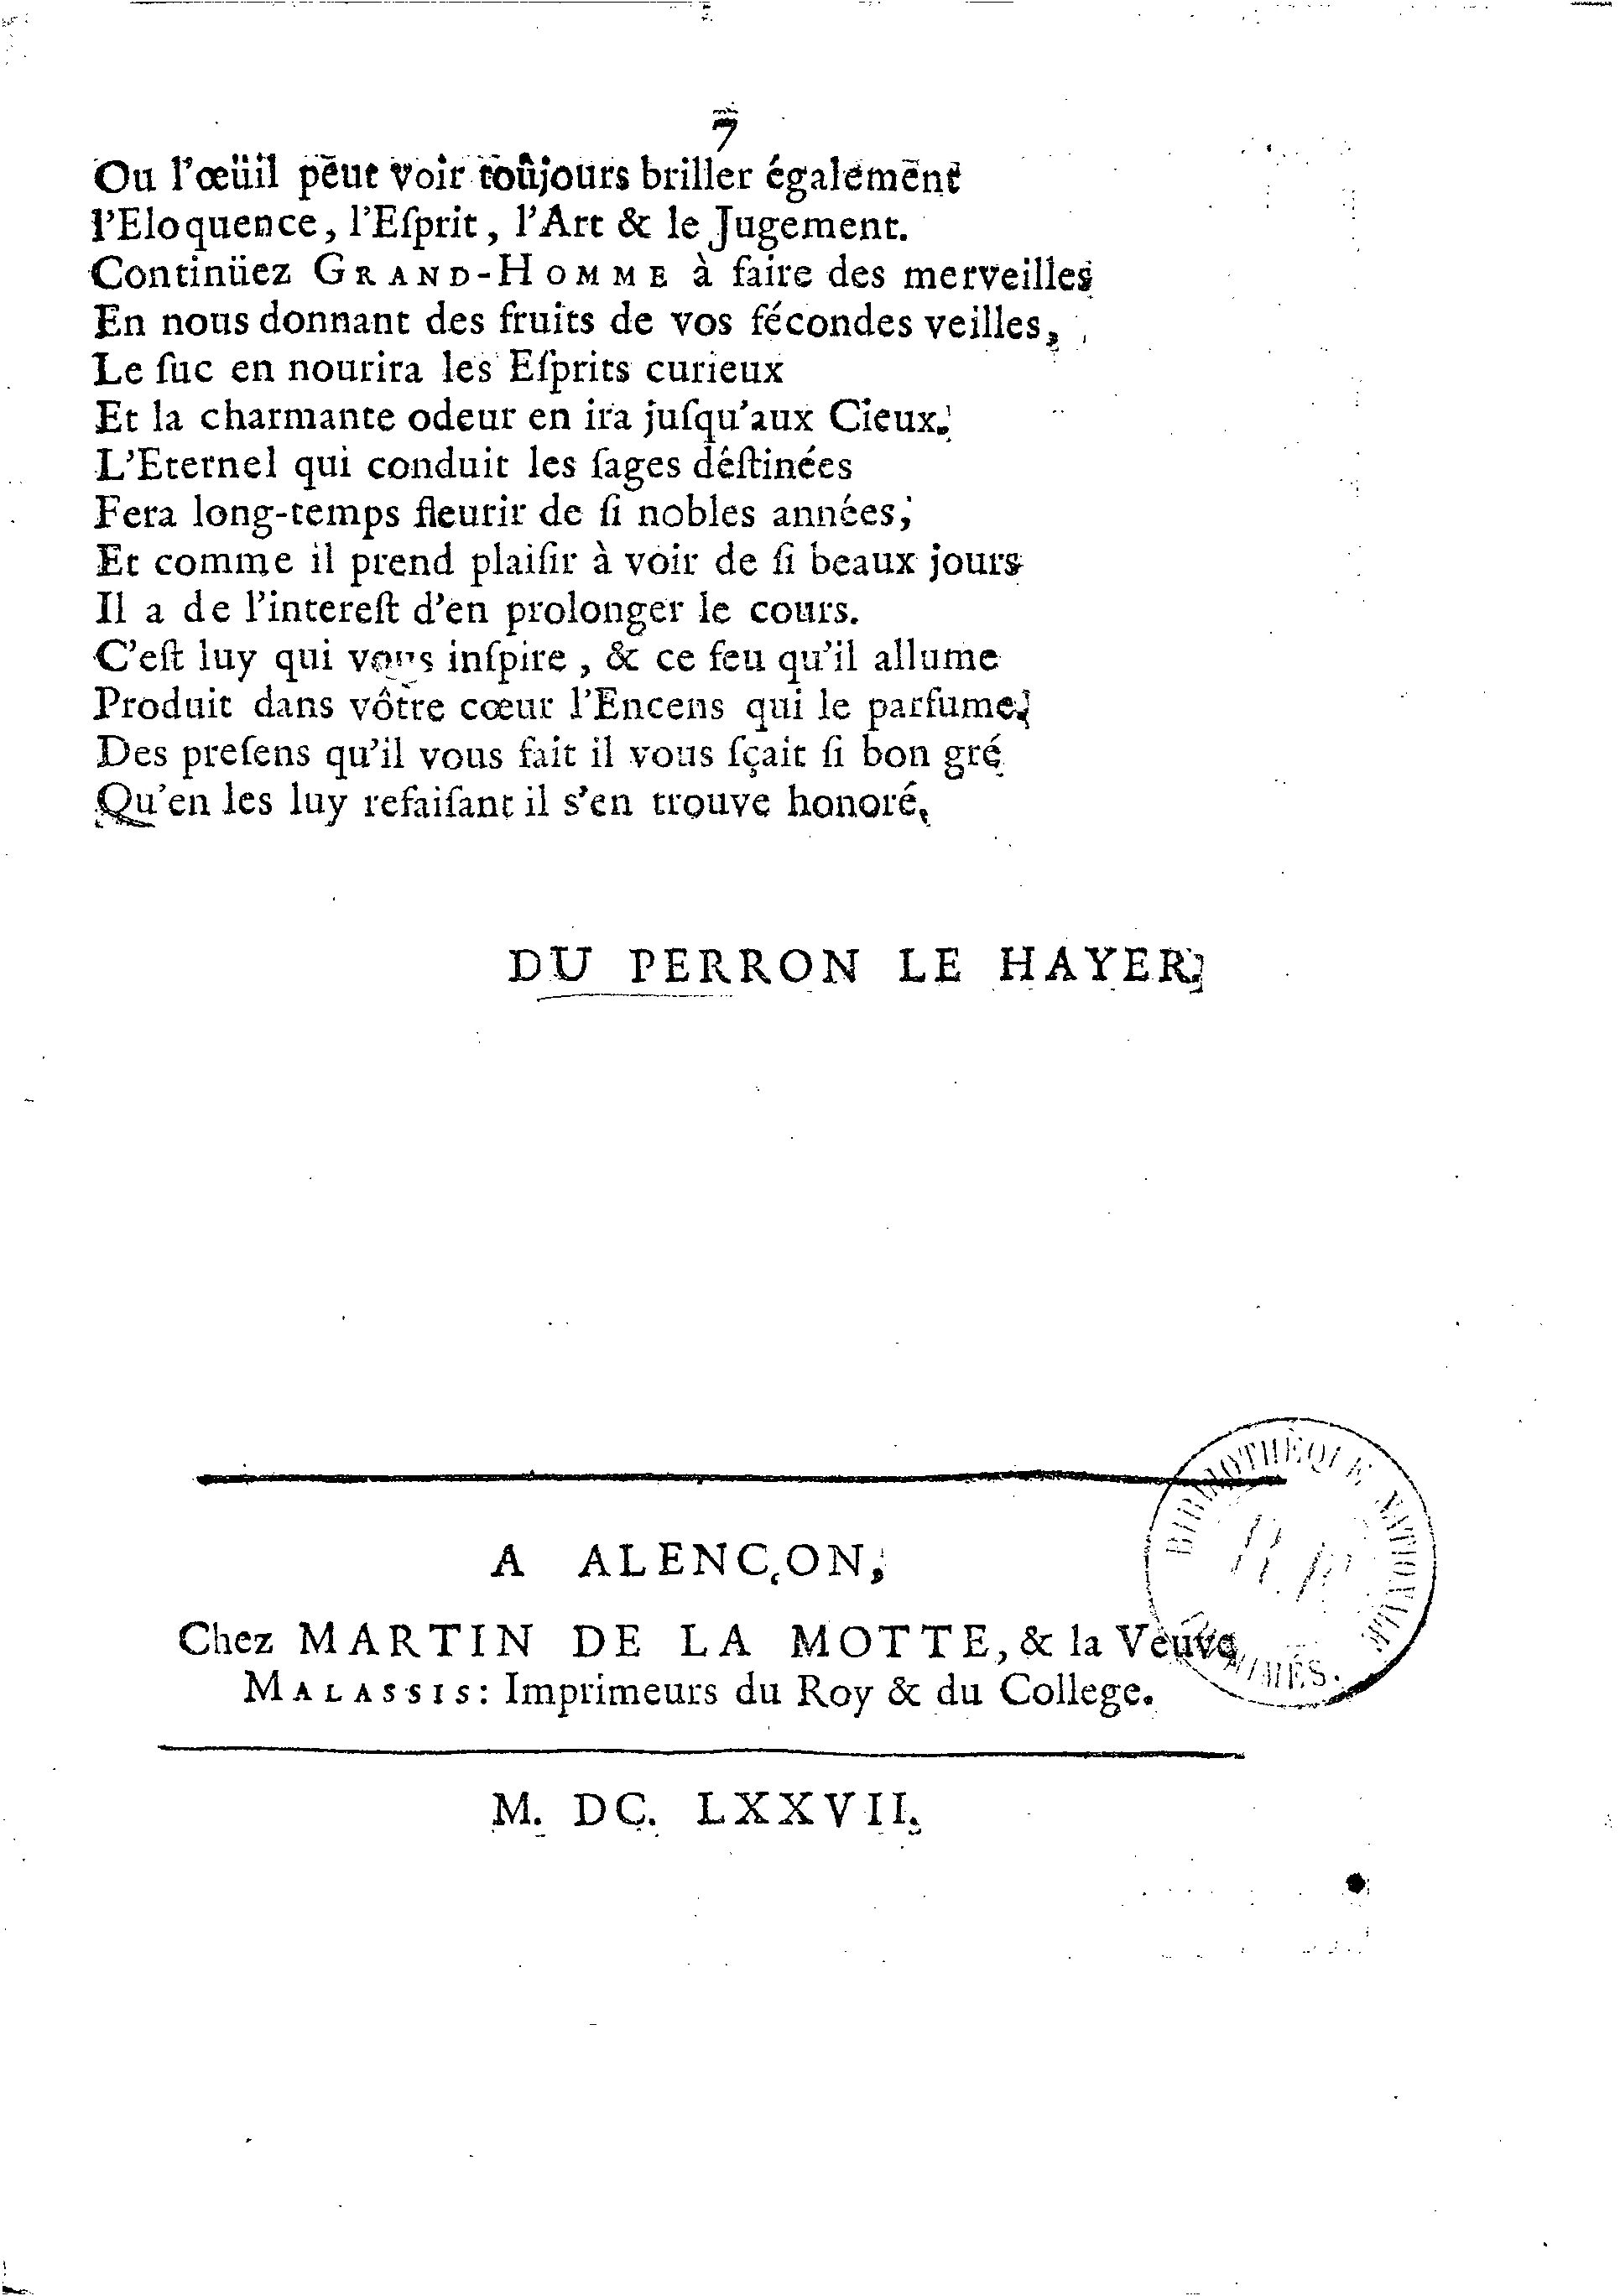 7
Ou l'œüil peut voir toûjours briller également
l'Eloquence, l'Eſprit, l'Art & le Jugement.
Continüez GRAND-HOMME à faire des merveilles
En nous donnant des fruits de vos fécondes veilles,
Le ſuc en nourira les Eſprits curieux
Et la charmante odeur en ira juſqu'aux Cieux.
L'Eternel qui conduit les ſages déſtinées
Fera long-temps fleurir de ſi nobles années,
Et comme il prend plaiſir à voir de ſi beaux jours
Il a de l'intereſt d'en prolonger le cours.
C'eſt luy qui vous inſpire, & ce feu qu'il allume
Produit dans vôtre cœur l'Encens qui le parfume,
Des preſens qu'il vous fait il vous ſçait ſi bon gré
Qu'en les luy refaiſant il s'en trouve honoré,
DU PERRON LE HAYER,
A ALENÇON,
Chez MARTIN DE LA MOTTE, & la Veuve
MALASSIS: Imprimeurs du Roy & du College.
M. DC. LXXVII.
BIBLIOTHÈQUE NATIONALE
R.F.
IMPRIMÉS.